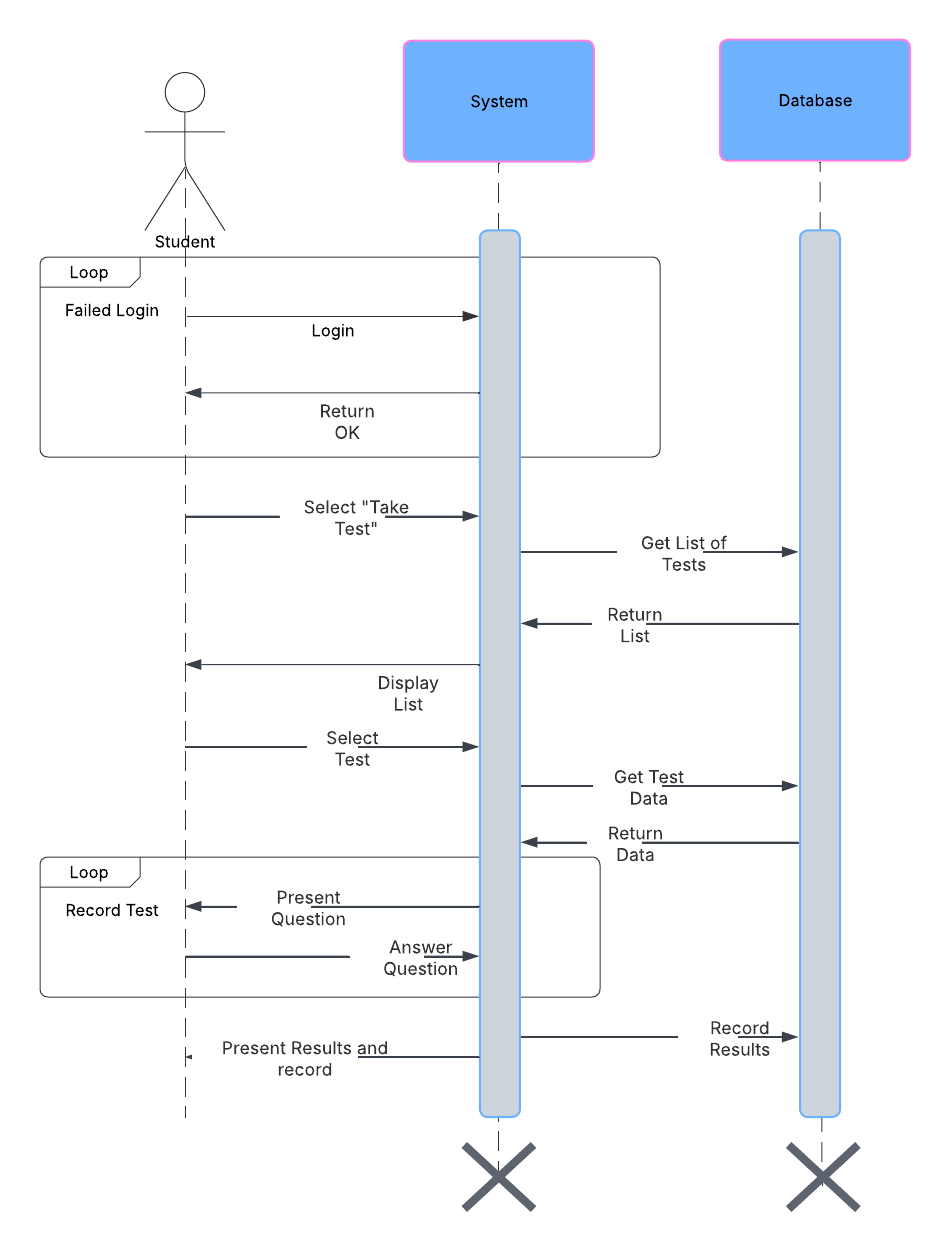 System
Database
Student
Loop
Failed Login
Login
Return
OK
Select "Take
Test"
Get List of
Tests
Return
List
Display
List
Select
Test
Get Test
Data
Return
Data
Loop
Record Test
Present
Question
Answer
Question
Record
Results
Present Results and
record